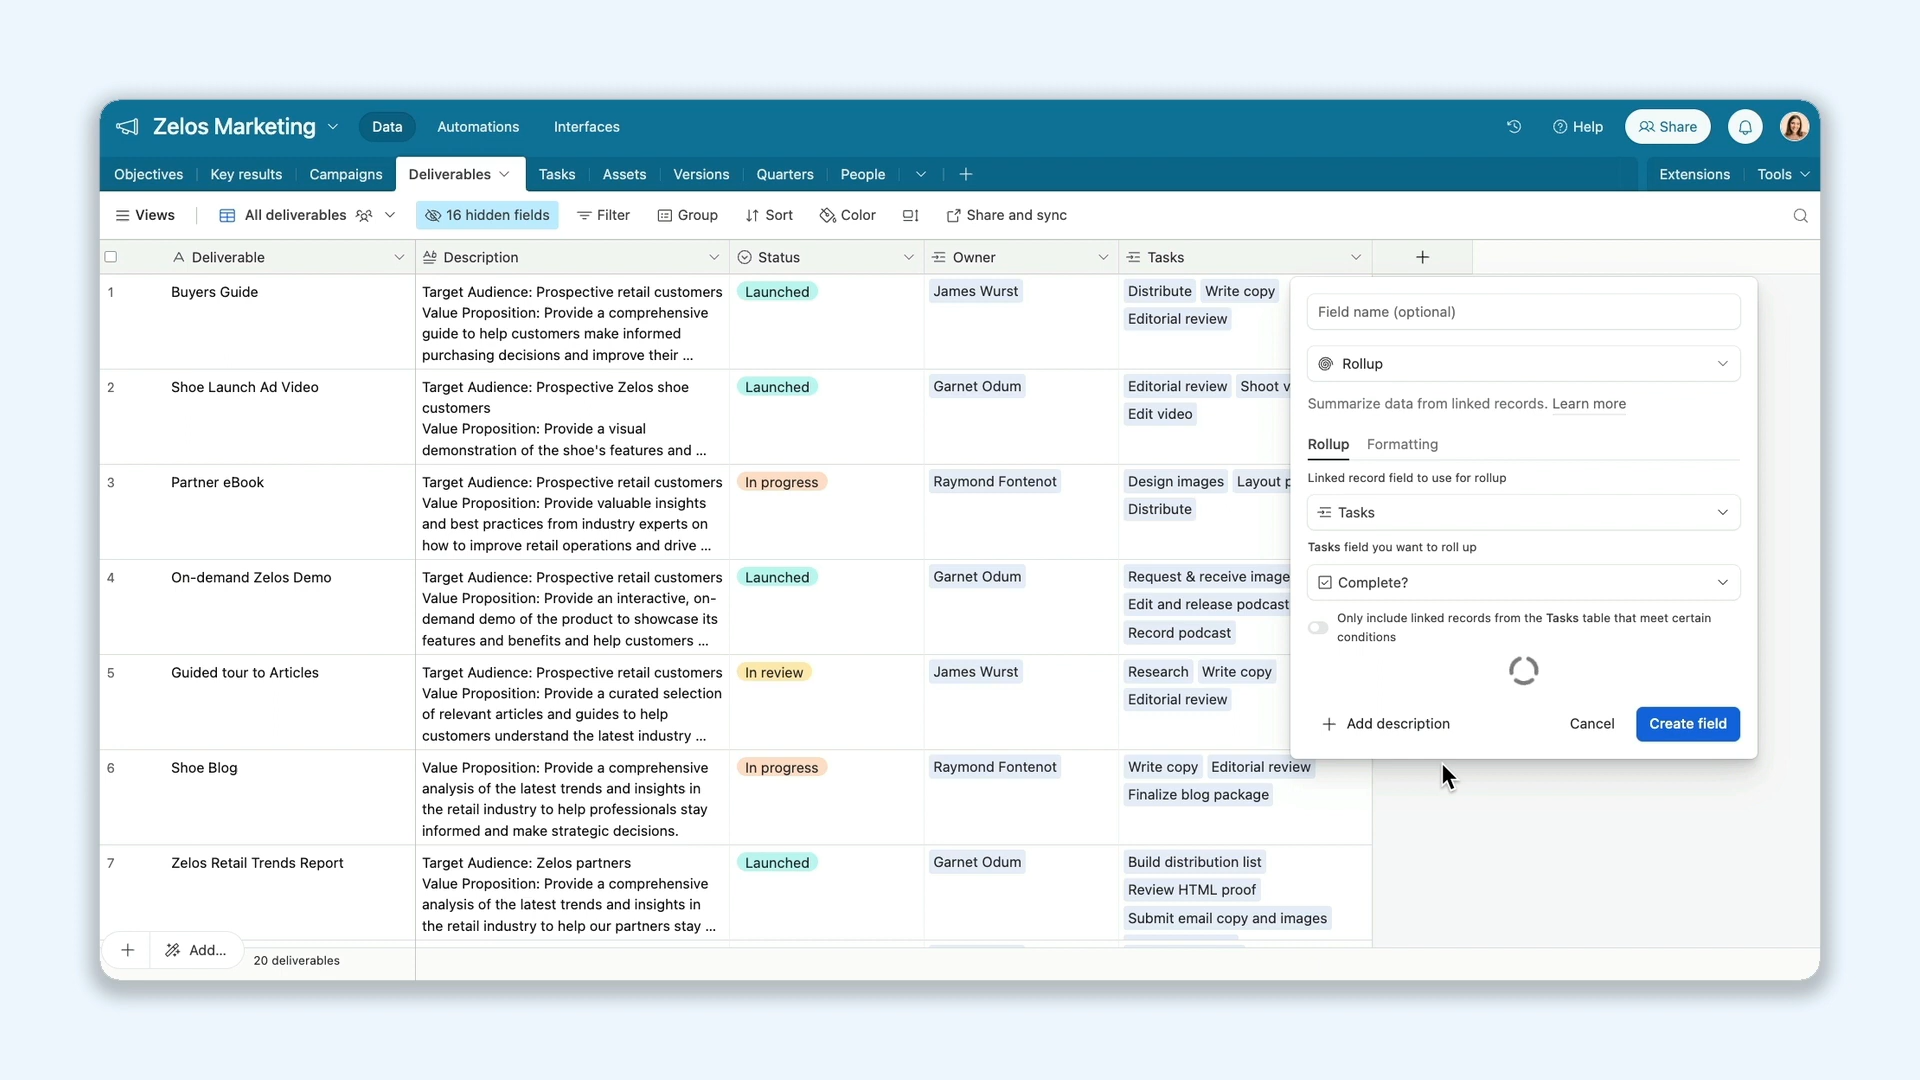 Zelos Marketing
Data
Automations
Interfaces
Help
Share
Objectives
Key results
Campaigns
Deliverables
Tasks
Assets
Versions
Quarters
People
Extensions
Tools
Views
All deliverables
16 hidden fields
Filter
Group
Sort
Color
Share and sync
Deliverable
Description
Status
Owner
Tasks
1
Buyers Guide
Target Audience: Prospective retail customers
Value Proposition: Provide a comprehensive
guide to help customers make informed
purchasing decisions and improve their ...
Launched
James Wurst
Distribute
Write copy
Editorial review
2
Shoe Launch Ad Video
Target Audience: Prospective Zelos shoe
customers
Value Proposition: Provide a visual
demonstration of the shoe's features and ...
Launched
Garnet Odum
Editorial review
Shoot v
Edit video
3
Partner eBook
Target Audience: Prospective retail customers
Value Proposition: Provide valuable insights
and best practices from industry experts on
how to improve retail operations and drive ...
In progress
Raymond Fontenot
Design images
Layout p
Distribute
4
On-demand Zelos Demo
Target Audience: Prospective retail customers
Value Proposition: Provide an interactive, on-
demand demo of the product to showcase its
features and benefits and help customers ...
Launched
Garnet Odum
Request & receive image
Edit and release podcast
Record podcast
5
Guided tour to Articles
Target Audience: Prospective retail customers
Value Proposition: Provide a curated selection
of relevant articles and guides to help
customers understand the latest industry ...
In review
James Wurst
Research
Write copy
Editorial review
6
Shoe Blog
Value Proposition: Provide a comprehensive
analysis of the latest trends and insights in
the retail industry to help professionals stay
informed and make strategic decisions.
In progress
Raymond Fontenot
Write copy
Editorial review
Finalize blog package
7
Zelos Retail Trends Report
Target Audience: Zelos partners
Value Proposition: Provide a comprehensive
analysis of the latest trends and insights in
the retail industry to help our partners stay ...
Launched
Garnet Odum
Build distribution list
Review HTML proof
Submit email copy and images
Add...
20 deliverables
Field name (optional)
Rollup
Summarize data from linked records. Learn more
Rollup
Formatting
Linked record field to use for rollup
Tasks
Tasks field you want to roll up
Complete?
Only include linked records from the Tasks table that meet certain
conditions
Add description
Cancel
Create field